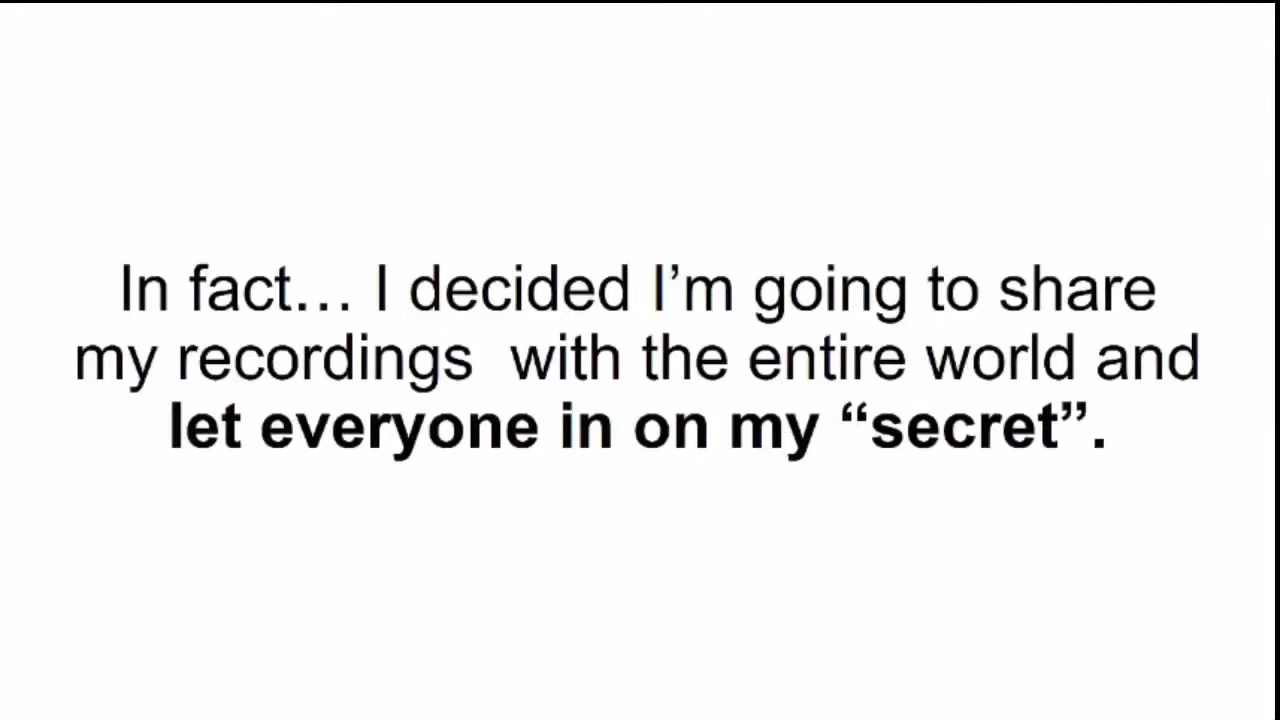 In fact… I decided I’m going to share
my recordings  with the entire world and
let everyone in on my “secret”.